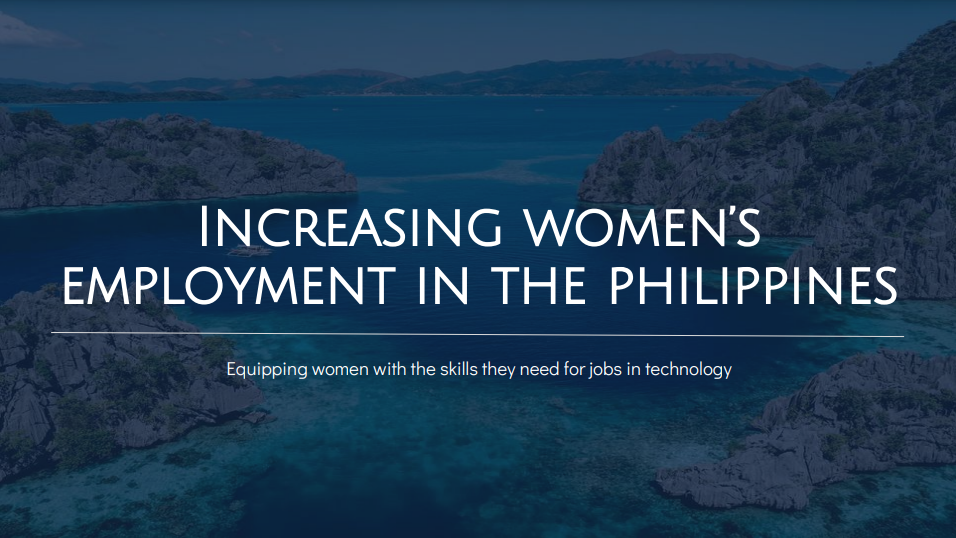 Increasing women’s
employment in the philippines
Equipping women with the skills they need for jobs in technology